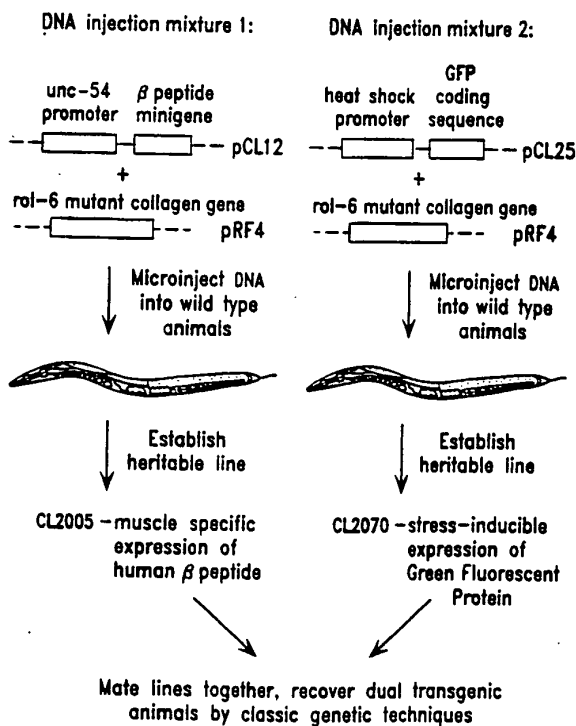 DNA injection mixture 1:
unc-54 promoter
β peptide minigene
pCL12
+
rol-6 mutant collagen gene
pRF4
Microinject DNA
into wild type
animals
Establish
heritable line
CL2005 – muscle specific
expression of
human β peptide
DNA injection mixture 2:
heat shock promoter
GFP coding sequence
pCL25
+
rol-6 mutant collagen gene
pRF4
Microinject DNA
into wild type
animals
Establish
heritable line
CL2070 – stress-inducible
expression of
Green Fluorescent
Protein
Mate lines together, recover dual transgenic
animals by classic genetic techniques